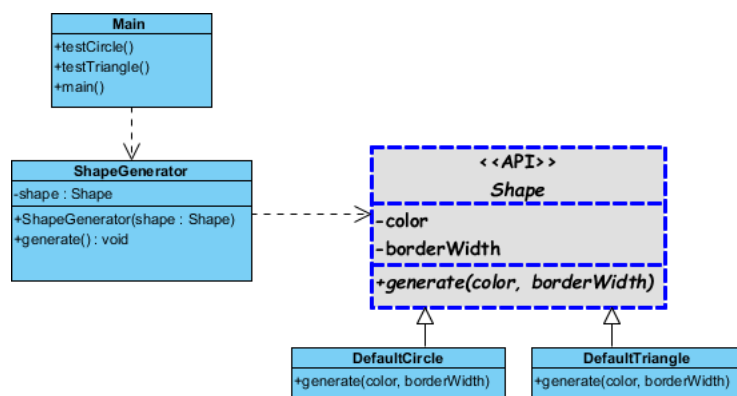 Main
+testCircle()
+testTriangle()
+main()
ShapeGenerator
-shape : Shape
+ShapeGenerator(shape : Shape)
+generate() : void
<<API>>
Shape
-color
-borderWidth
+generate(color, borderWidth)
DefaultCircle
+generate(color, borderWidth)
DefaultTriangle
+generate(color, borderWidth)